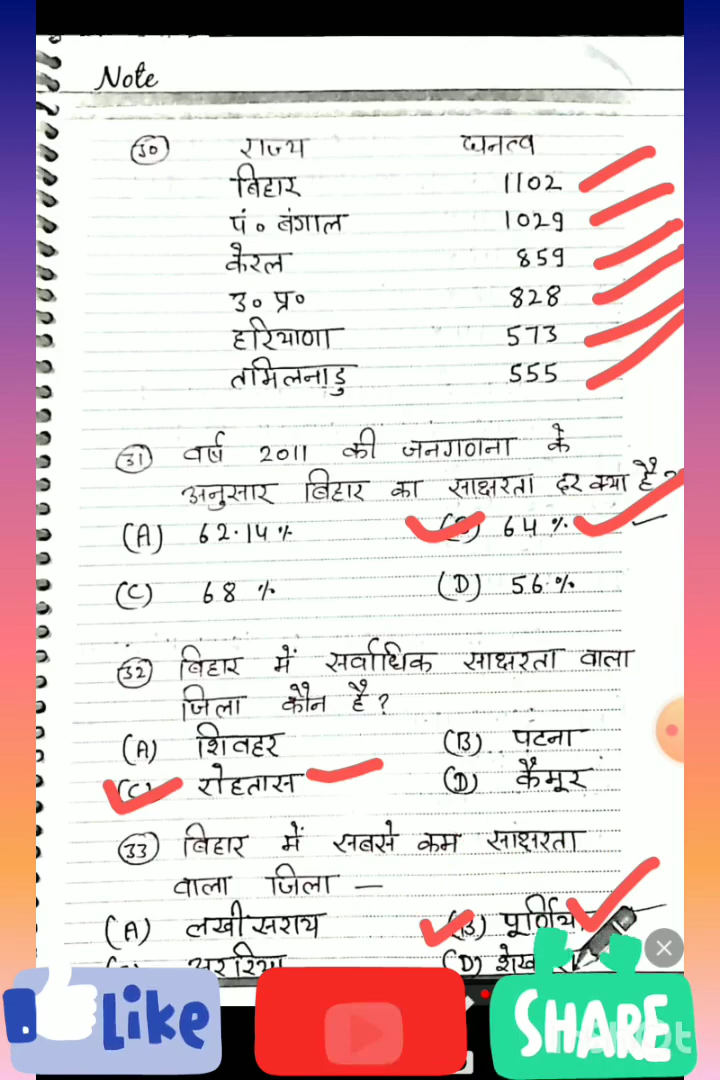 Note
(30) राज्य घनत्व
बिहार 1102
पं० बंगाल 1029
केरल 859
उ० प्र० 828
हरियाणा 573
तमिलनाडु 555
(31) वर्ष 2011 की जनगणना के
अनुसार बिहार का साक्षरता दर क्या है?
(A) 62.14% (B) 64%
(C) 68% (D) 56%
(32) बिहार में सर्वाधिक साक्षरता वाला
जिला कौन है?
(A) शिवहर (B) पटना
(C) रोहतास (D) कैमूर
(33) बिहार में सबसे कम साक्षरता
वाला जिला —
(A) लखीसराय (B) पूर्णिया
अररिया (D)
Like SHARE